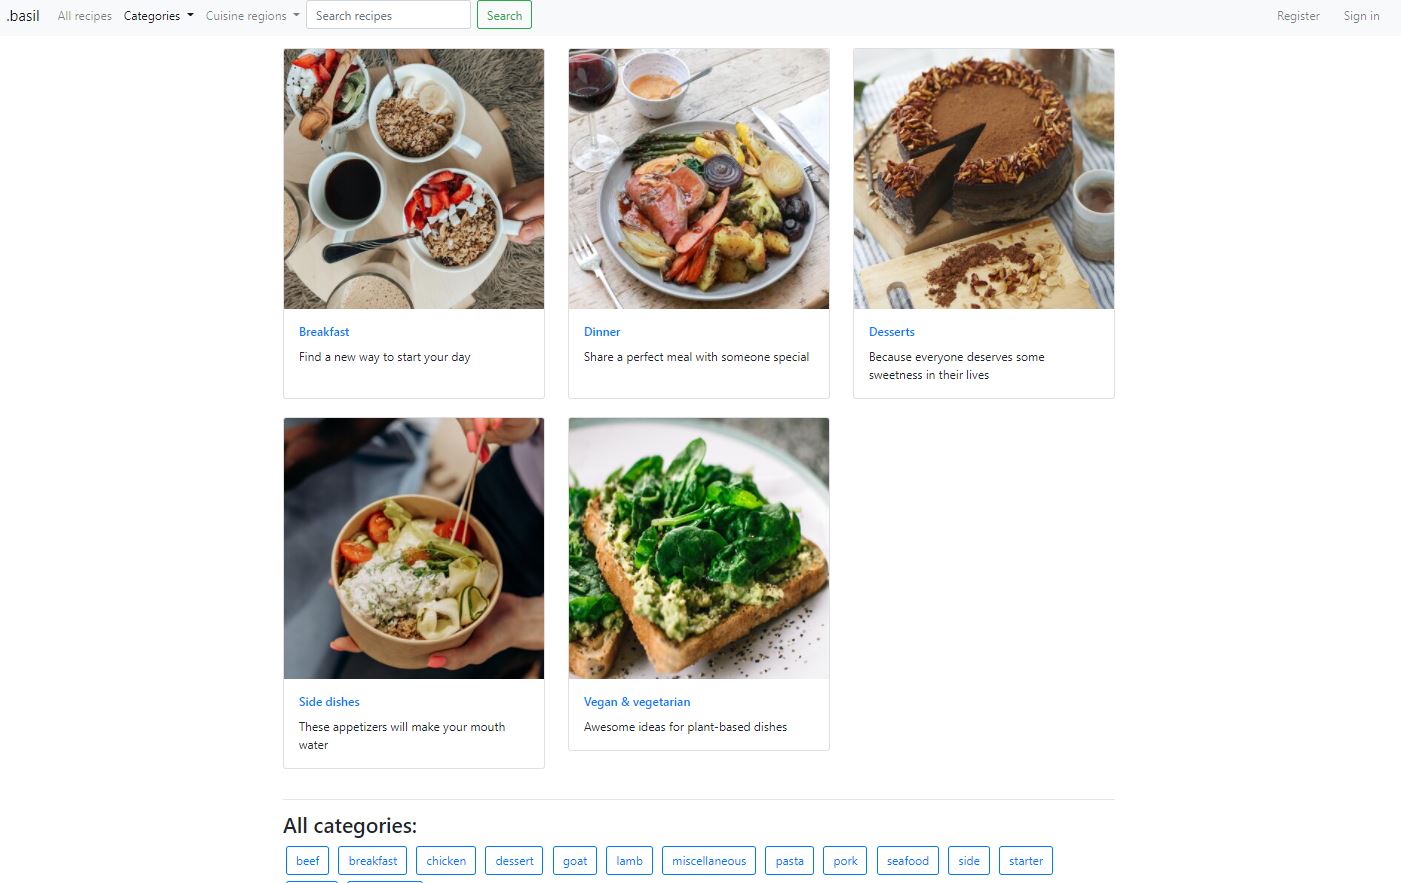 .basil All recipes Categories Cuisine regions Search recipes Search Register Sign in
Breakfast
Find a new way to start your day
Dinner
Share a perfect meal with someone special
Desserts
Because everyone deserves some
sweetness in their lives
Side dishes
These appetizers will make your mouth
water
Vegan & vegetarian
Awesome ideas for plant-based dishes
All categories:
beef breakfast chicken dessert goat lamb miscellaneous pasta pork seafood side starter